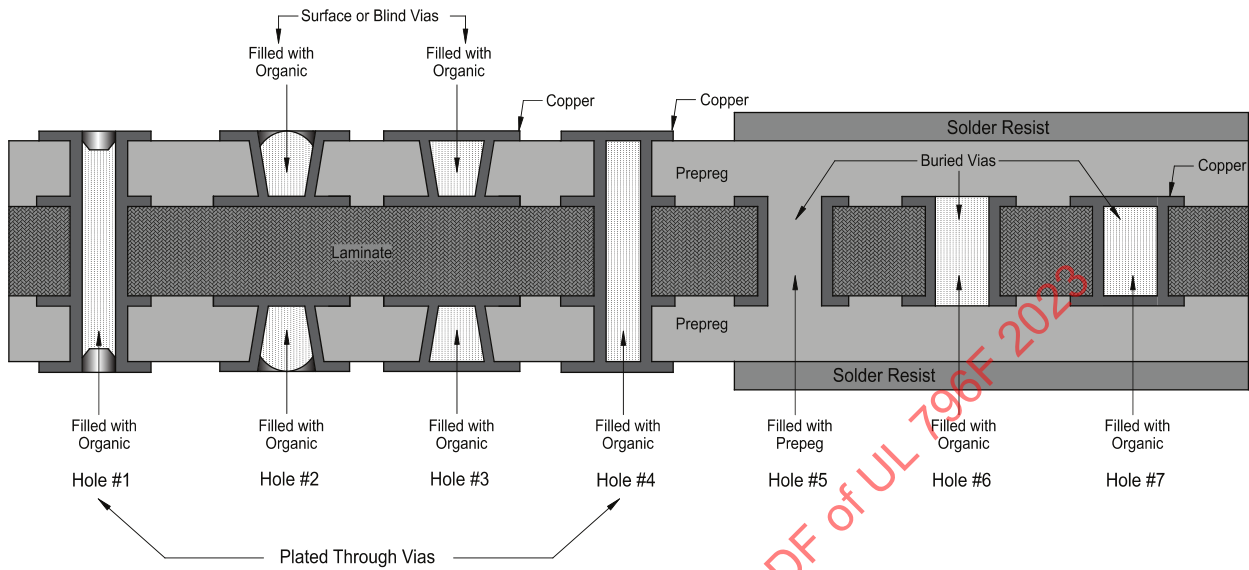 Surface or Blind Vias
Filled with
Organic
Filled with
Organic
Copper
Copper
Solder Resist
Prepreg
Buried Vias
Copper
Laminate
Prepreg
Solder Resist
Filled with
Organic
Filled with
Organic
Filled with
Organic
Filled with
Organic
Filled with
Prepeg
Filled with
Organic
Filled with
Organic
Hole #1
Hole #2
Hole #3
Hole #4
Hole #5
Hole #6
Hole #7
Plated Through Vias
DF of UL 796F 2023